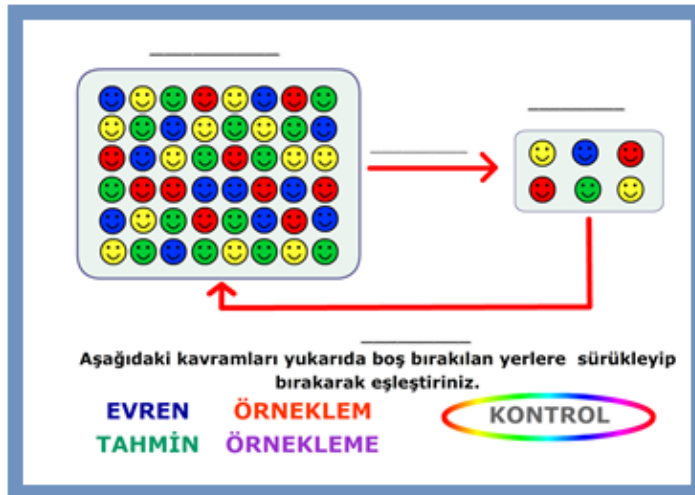 Aşağıdaki kavramları yukarıda boş bırakılan yerlere sürükleyip
bırakarak eşleştiriniz.
EVREN ÖRNEKLEM
KONTROL
TAHMİN ÖRNEKLEME